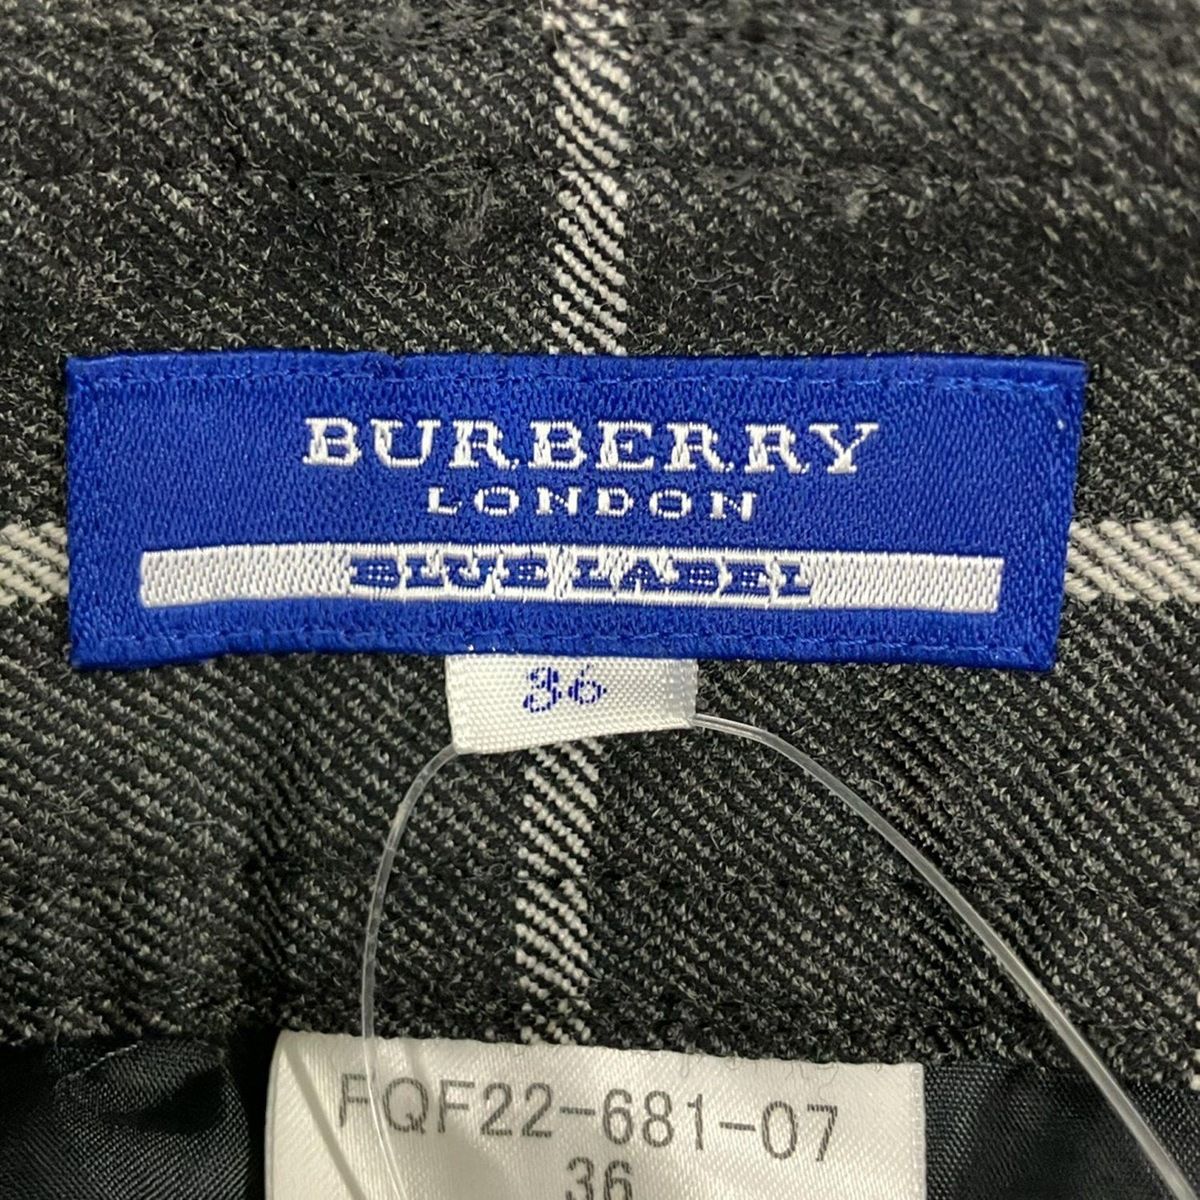 BURBERRY
LONDON
BLUE LABEL
36
FQF22-681-07
36